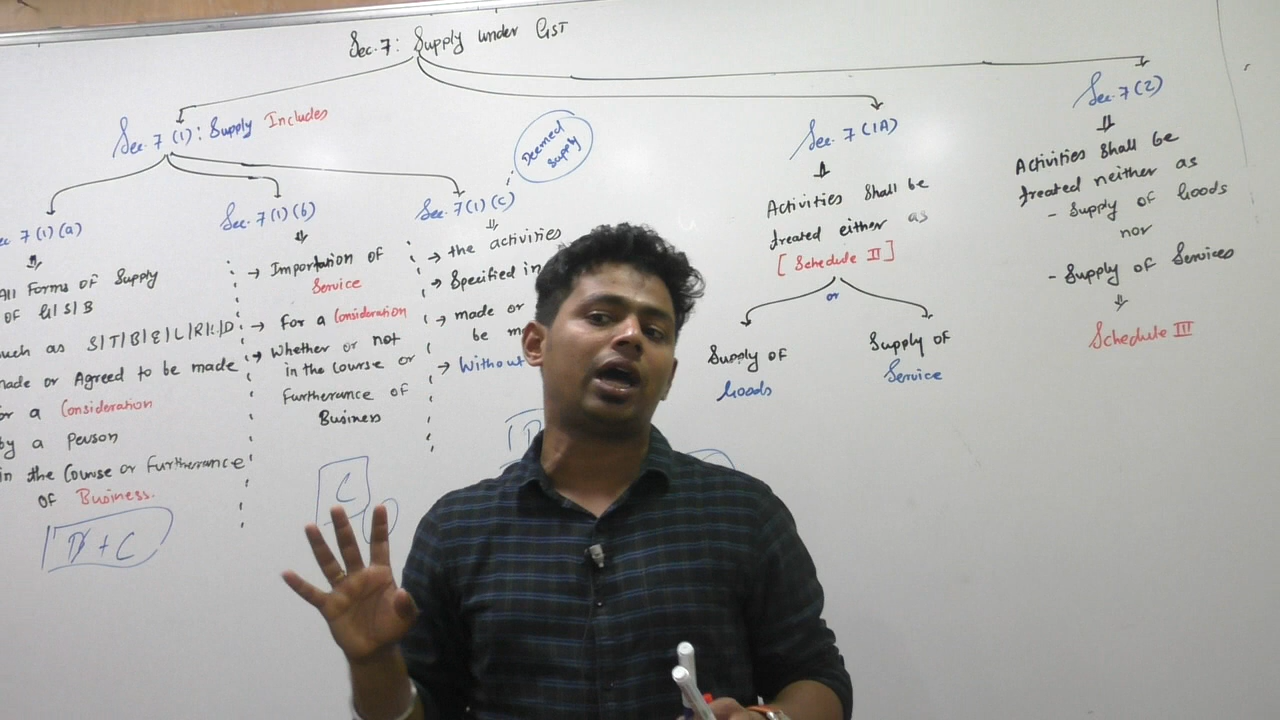 Sec.7: Supply under GST
Sec.7(1): Supply Includes
Deemed
Supply
Sec.7(1A)
Sec.7(2)
7(1)(a)
All Forms of Supply
of G/S/B
such as S/T/B/E/L/R/L/D
made or Agreed to be made
or a Consideration
by a person
in the Course or Furtherance
of Business.
B + C
Sec.7(1)(b)
Importation of
Service
For a Consideration
Whether or not
in the course or
Furtherance of
Business
C
Sec.7(1)(c)
the activities
Specified in
made or
be m
Without
Activities Shall be
treated either as
[Schedule II]
or
Supply of
Goods
Supply of
Service
Activities Shall be
treated neither as
- Supply of Goods
nor
- Supply of Services
Schedule III